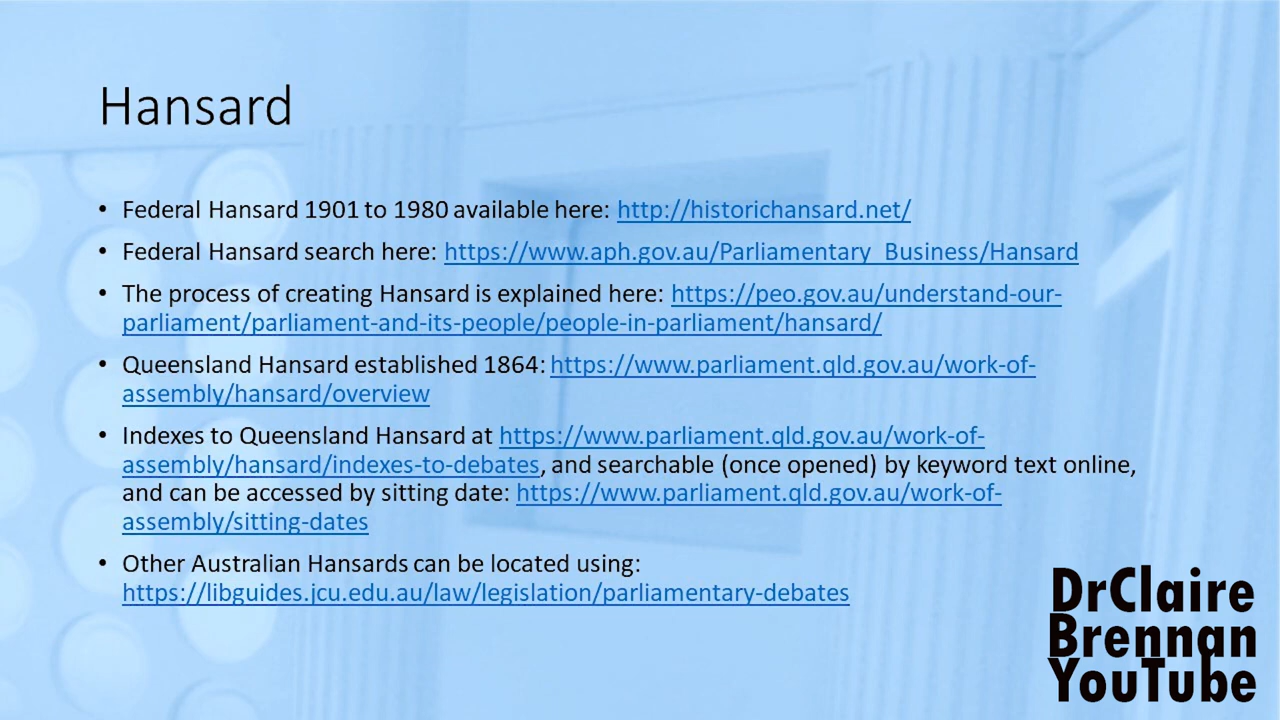 Hansard
• Federal Hansard 1901 to 1980 available here: http://historichansard.net/
• Federal Hansard search here: https://www.aph.gov.au/Parliamentary_Business/Hansard
• The process of creating Hansard is explained here: https://peo.gov.au/understand-our-
parliament/parliament-and-its-people/people-in-parliament/hansard/
• Queensland Hansard established 1864: https://www.parliament.qld.gov.au/work-of-
assembly/hansard/overview
• Indexes to Queensland Hansard at https://www.parliament.qld.gov.au/work-of-
assembly/hansard/indexes-to-debates, and searchable (once opened) by keyword text online,
and can be accessed by sitting date: https://www.parliament.qld.gov.au/work-of-
assembly/sitting-dates
• Other Australian Hansards can be located using:
https://libguides.jcu.edu.au/law/legislation/parliamentary-debates
DrClaire
Brennan
YouTube